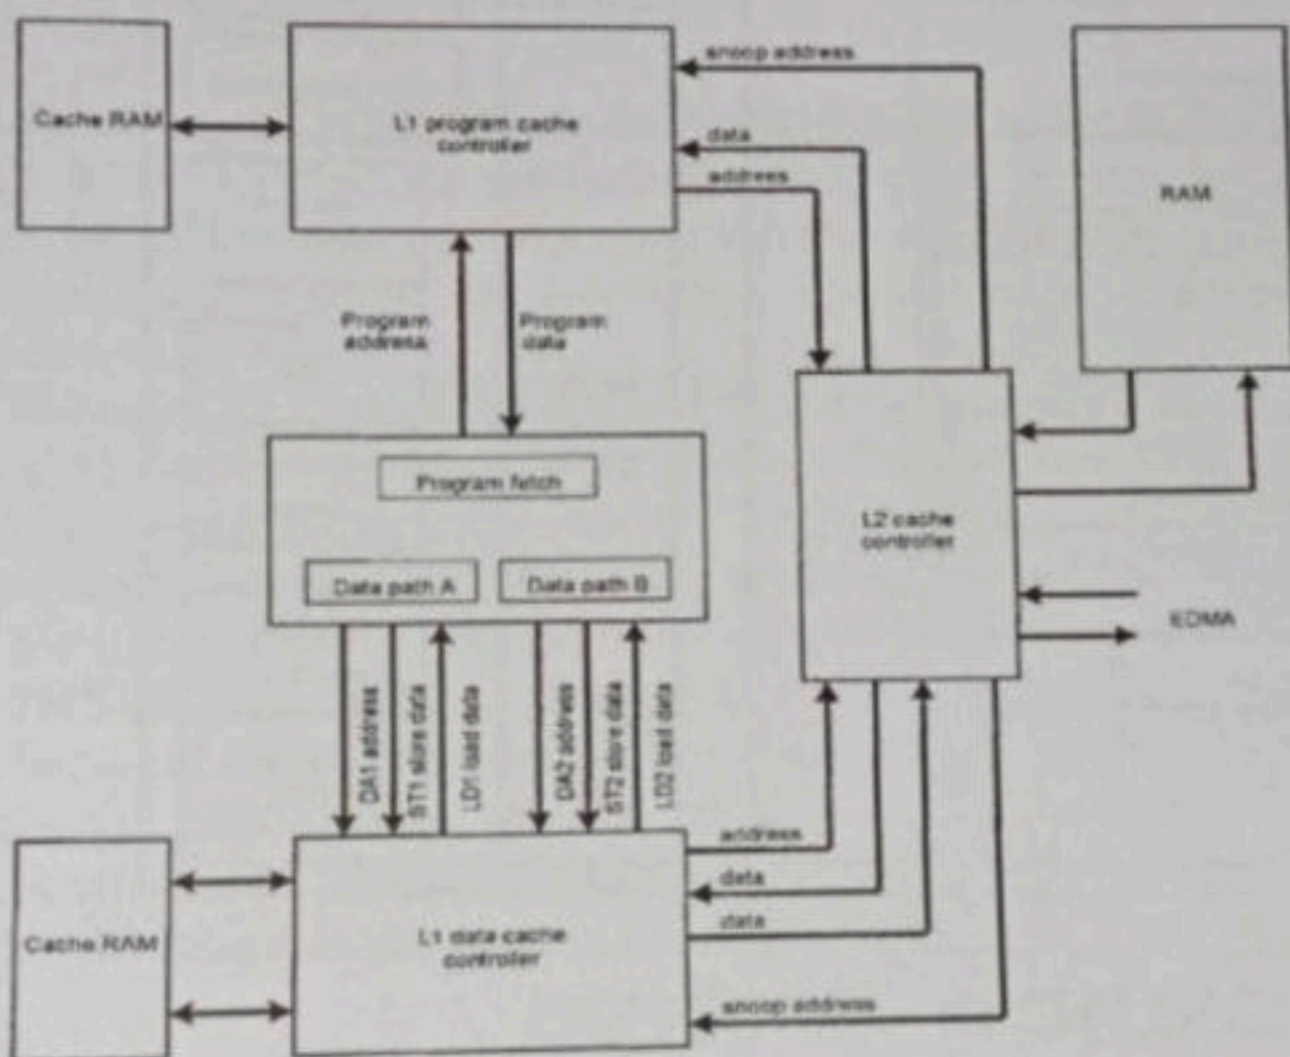 snoop address
Cache RAM
L1 program cache
controller
data
address
RAM
Program
address
Program
data
Program fetch
L2 cache
controller
Data path A
Data path B
EDMA
DA1 address
ST1 store data
LD1 load data
DA2 address
ST2 store data
LD2 load data
address
data
data
Cache RAM
L1 data cache
controller
snoop address